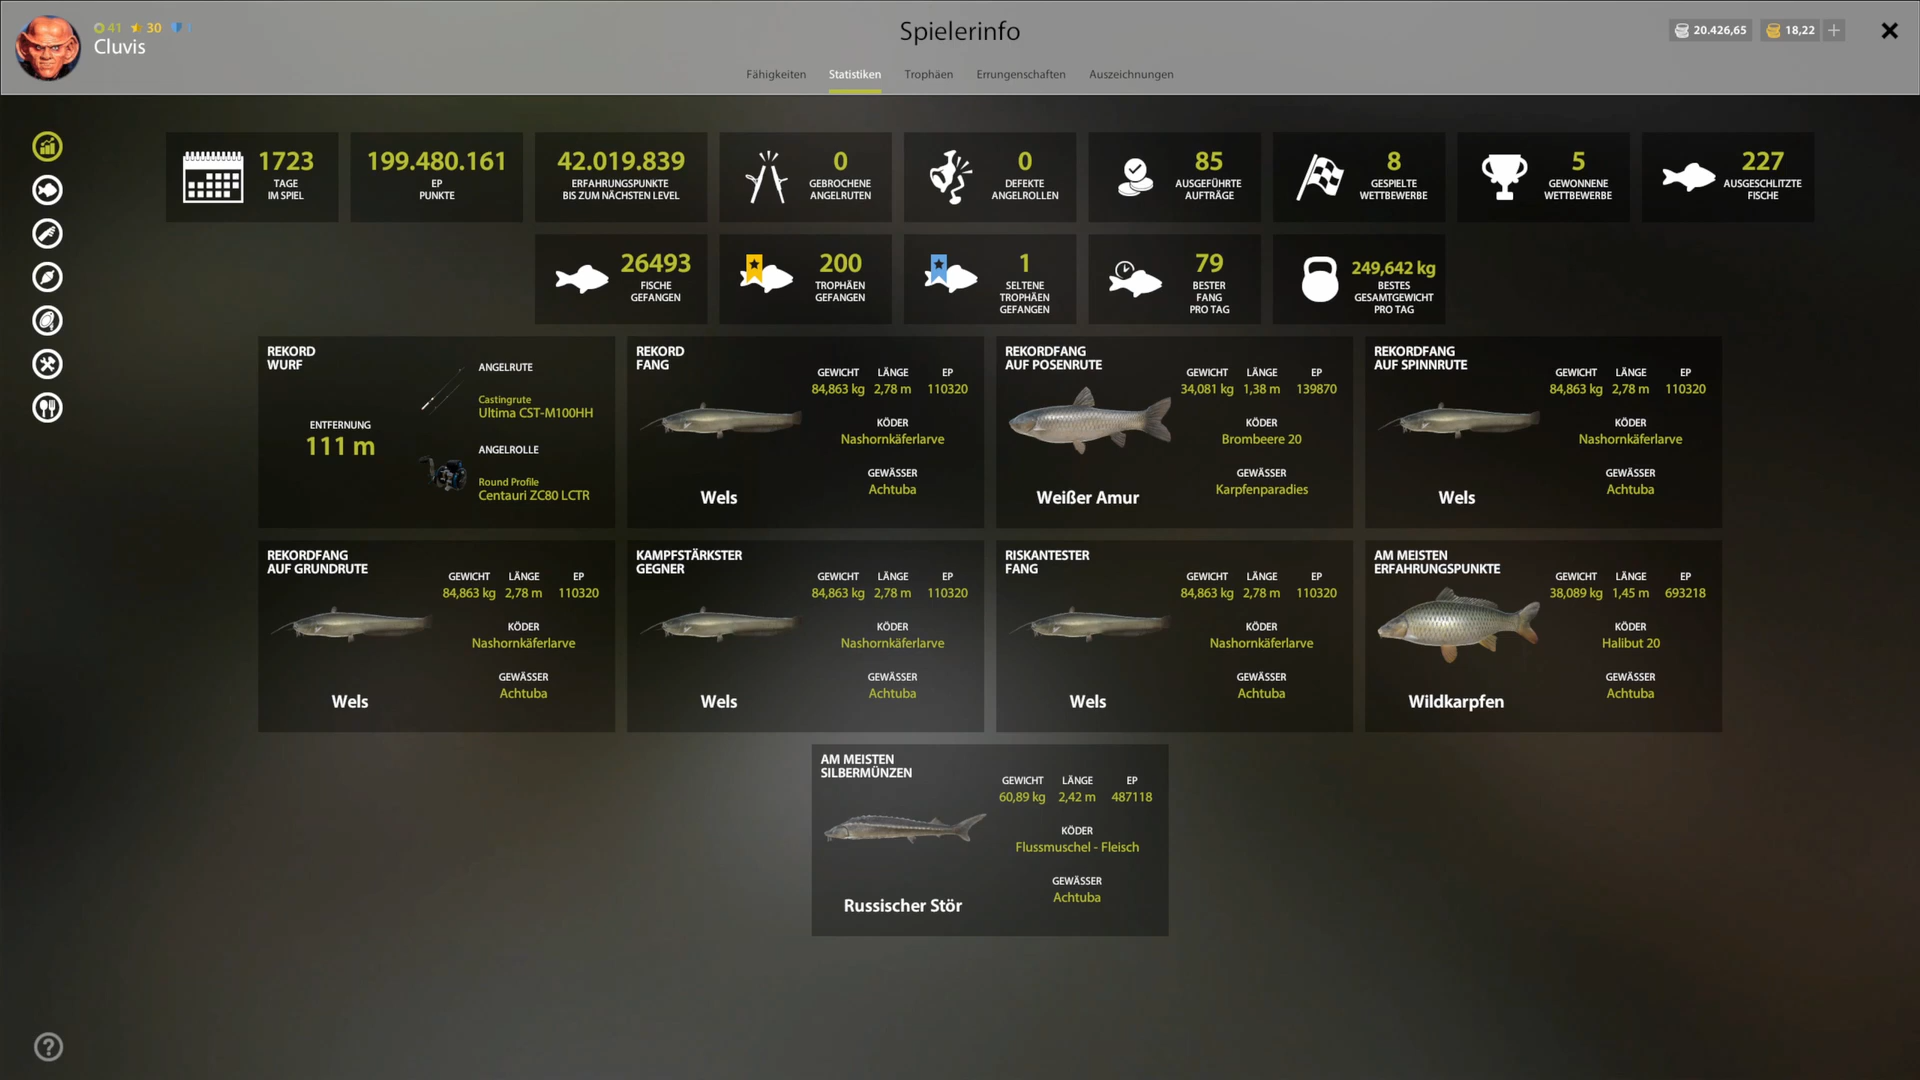 41 30 1
Cluvis
Spielerinfo
20.426,65
18,22
Fähigkeiten
Statistiken
Trophäen
Errungenschaften
Auszeichnungen
1723
TAGE
IM SPIEL
199.480.161
EP
PUNKTE
42.019.839
ERFAHRUNGSPUNKTE
BIS ZUM NÄCHSTEN LEVEL
0
GEBROCHENE
ANGELRUTEN
0
DEFEKTE
ANGELROLLEN
85
AUSGEFÜHRTE
AUFTRÄGE
8
GESPIELTE
WETTBEWERBE
5
GEWONNENE
WETTBEWERBE
227
AUSGESCHLITZTE
FISCHE
26493
FISCHE
GEFANGEN
200
TROPHÄEN
GEFANGEN
1
SELTENE
TROPHÄEN
GEFANGEN
79
BESTER
FANG
PRO TAG
249,642 kg
BESTES
GESAMTGEWICHT
PRO TAG
REKORD
WURF
ENTFERNUNG
111 m
ANGELRUTE
Castingrute
Ultima CST-M100HH
ANGELROLLE
Round Profile
Centauri ZC80 LCTR
REKORD
FANG
GEWICHT LÄNGE EP
84,863 kg 2,78 m 110320
KÖDER
Nashornkäferlarve
GEWÄSSER
Achtuba
Wels
REKORDFANG
AUF POSENRUTE
GEWICHT LÄNGE EP
34,081 kg 1,38 m 139870
KÖDER
Brombeere 20
GEWÄSSER
Karpfenparadies
Weißer Amur
REKORDFANG
AUF SPINNRUTE
GEWICHT LÄNGE EP
84,863 kg 2,78 m 110320
KÖDER
Nashornkäferlarve
GEWÄSSER
Achtuba
Wels
REKORDFANG
AUF GRUNDRUTE
GEWICHT LÄNGE EP
84,863 kg 2,78 m 110320
KÖDER
Nashornkäferlarve
GEWÄSSER
Achtuba
Wels
KAMPFSTÄRKSTER
GEGNER
GEWICHT LÄNGE EP
84,863 kg 2,78 m 110320
KÖDER
Nashornkäferlarve
GEWÄSSER
Achtuba
Wels
RISKANTESTER
FANG
GEWICHT LÄNGE EP
84,863 kg 2,78 m 110320
KÖDER
Nashornkäferlarve
GEWÄSSER
Achtuba
Wels
AM MEISTEN
ERFAHRUNGSPUNKTE
GEWICHT LÄNGE EP
38,089 kg 1,45 m 693218
KÖDER
Halibut 20
GEWÄSSER
Achtuba
Wildkarpfen
AM MEISTEN
SILBERMÜNZEN
GEWICHT LÄNGE EP
60,89 kg 2,42 m 487118
KÖDER
Flussmuschel - Fleisch
GEWÄSSER
Achtuba
Russischer Stör
?